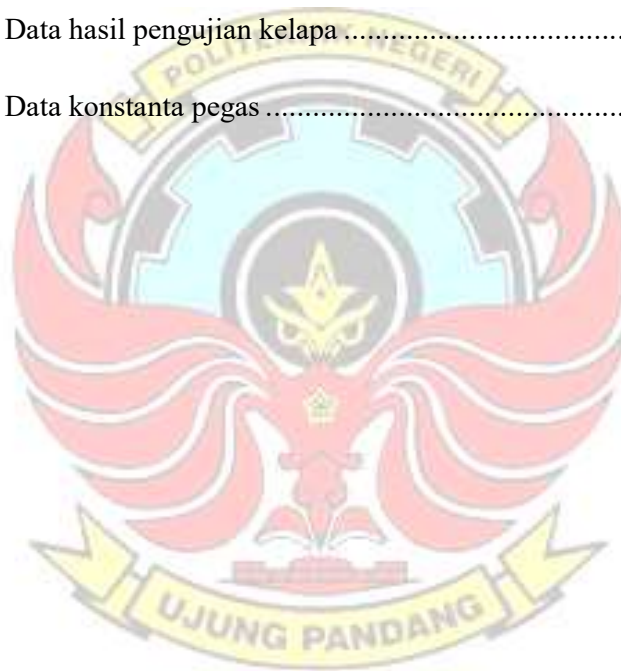 Data hasil pengujian kelapa ..................................
POLITEKNIK NEGERI
Data konstanta pegas ............................................
UJUNG PANDANG